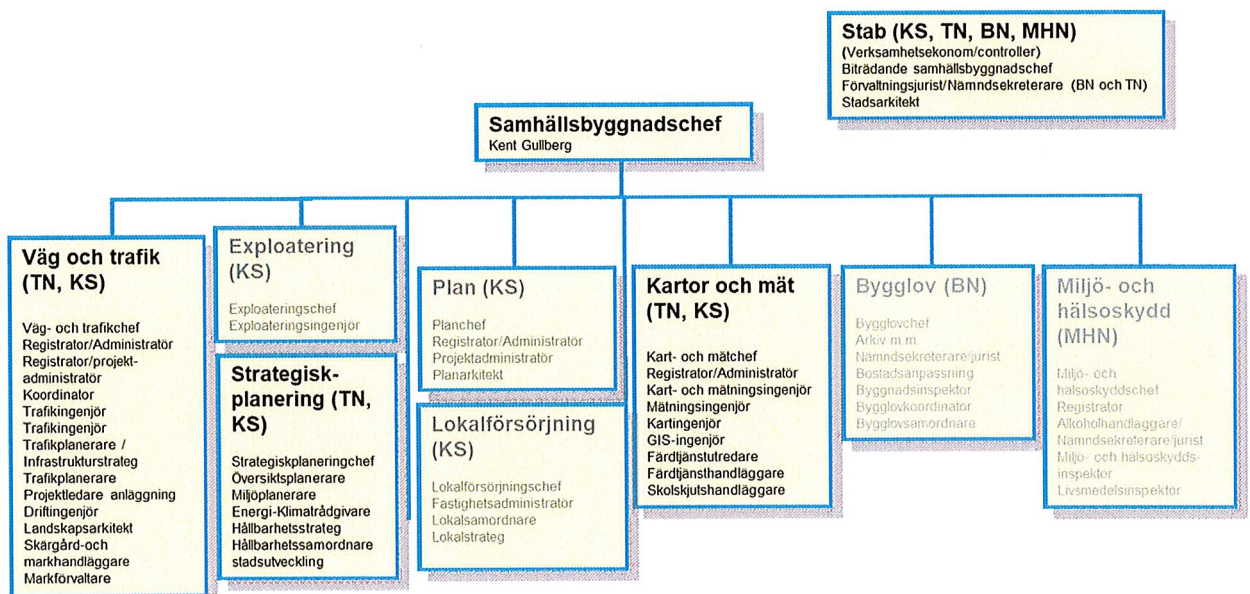 Stab (KS, TN, BN, MHN)
(Verksamhetsekonom/controller)
Biträdande samhällsbyggnadschef
Förvaltningsjurist/Nämndsekreterare (BN och TN)
Stadsarkitekt
Samhällsbyggnadschef
Kent Gullberg
Väg och trafik
(TN, KS)
Väg- och trafikchef
Registrator/Administratör
Registrator/projekt-
administratör
Koordinator
Trafikingenjör
Trafikingenjör
Trafikplanerare /
Infrastrukturstrateg
Trafikplanerare
Projektledare anläggning
Driftingenjör
Landskapsarkitekt
Skärgård-och
markhandläggare
Markförvaltare
Exploatering
(KS)
Exploateringschef
Exploateringsingenjör
Strategisk-
planering (TN,
KS)
Strategiskplaneringchef
Översiktsplanerare
Miljöplanerare
Energi-Klimatrådgivare
Hållbarhetsstrateg
Hållbarhetssamordnare
stadsutveckling
Plan (KS)
Planchef
Registrator/Administratör
Projektadministratör
Planarkitekt
Lokalförsörjning
(KS)
Lokalförsörjningschef
Fastighetsadministratör
Lokalsamordnare
Lokalstrateg
Kartor och mät
(TN, KS)
Kart- och mätchef
Registrator/Administratör
Kart- och mätningsingenjör
Mätningsingenjör
Kartingenjör
GIS-ingenjör
Färdtjänstutredare
Färdtjänsthandläggare
Skolskjutshandläggare
Bygglov (BN)
Bygglovchef
Arkiv m.m
Nämndsekreterare/jurist
Bostadsanpassning
Byggnadsinspektor
Bygglovkoordinator
Bygglovsamordnare
Miljö- och
hälsoskydd
(MHN)
Miljö- och
hälsoskyddschef
Registrator
Alkoholhandläggare/
Nämndsekreterare/jurist
Miljö- och hälsoskydds-
inspektor
Livsmedelsinspektor